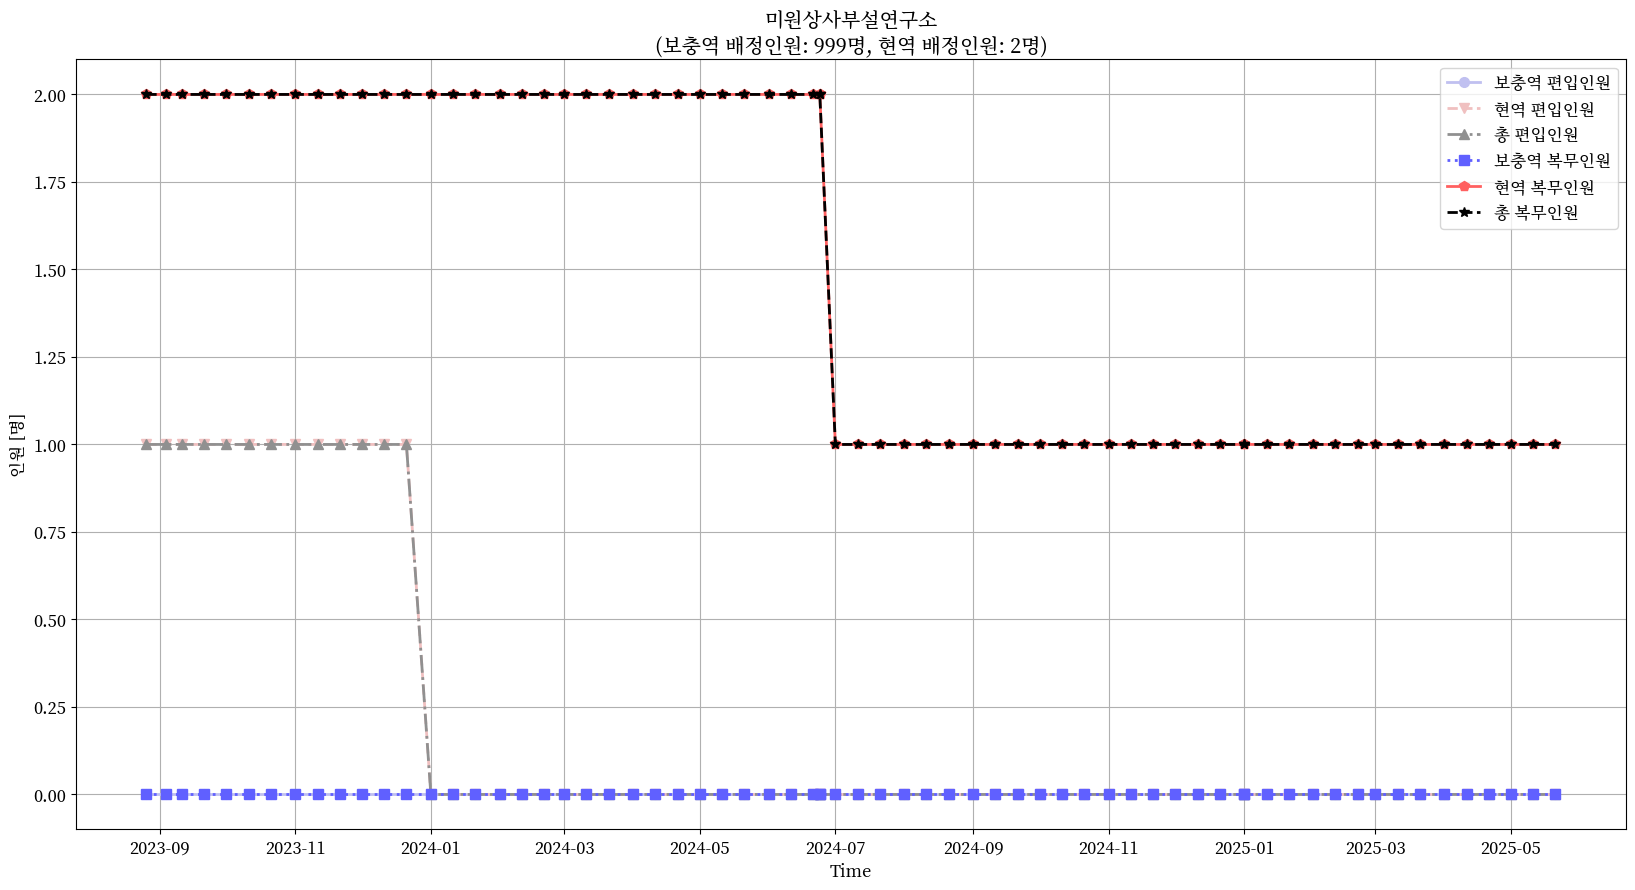 미원상사부설연구소
(보충역 배정인원: 999명, 현역 배정인원: 2명)
보충역 편입인원
현역 편입인원
총 편입인원
보충역 복무인원
현역 복무인원
총 복무인원
인원 [명]
2.00
1.75
1.50
1.25
1.00
0.75
0.50
0.25
0.00
2023-09 2023-11 2024-01 2024-03 2024-05 2024-07 2024-09 2024-11 2025-01 2025-03 2025-05
Time